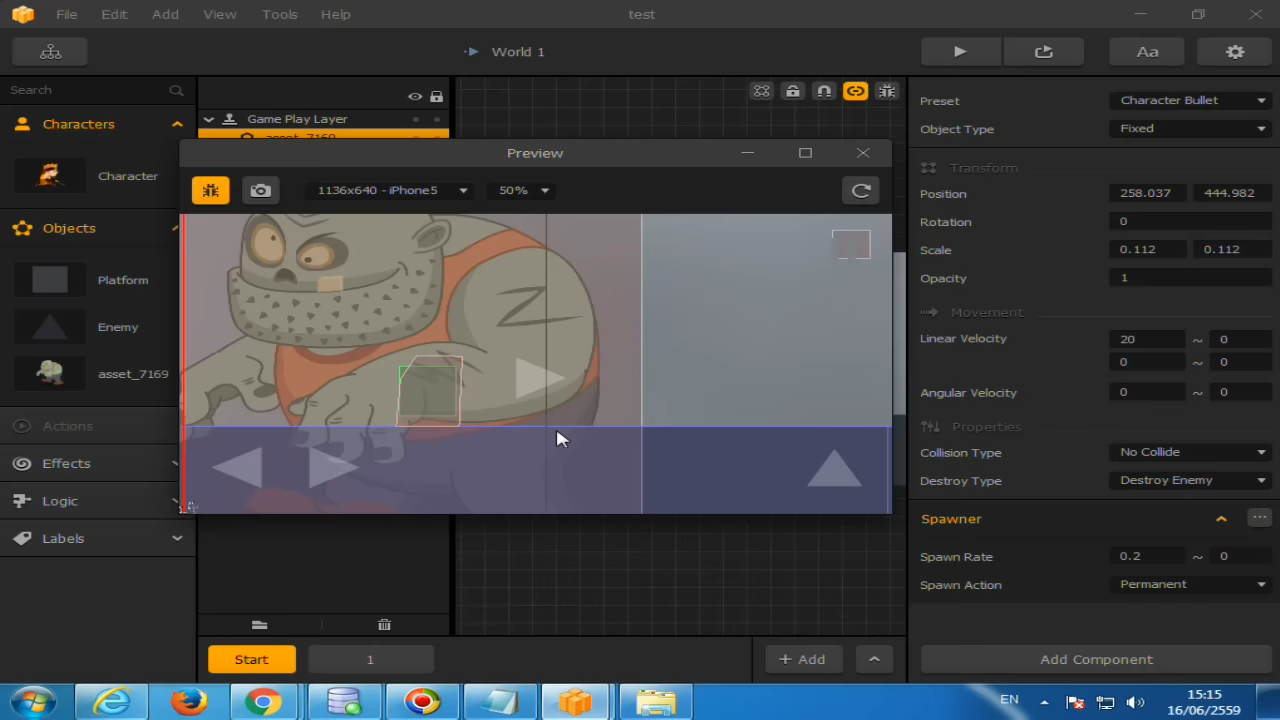 File Edit Add View Tools Help test
World 1
Aa
Search
Characters
Character
Objects
Platform
Enemy
asset_7169
Actions
Effects
Logic
Labels
Game Play Layer
asset_7169
Preview
1136x640 - iPhone5 50%
Start 1 + Add
Preset Character Bullet
Object Type Fixed
Transform
Position 258.037 444.982
Rotation 0
Scale 0.112 0.112
Opacity 1
Movement
Linear Velocity 20 ~ 0
0 ~ 0
Angular Velocity 0 ~ 0
Properties
Collision Type No Collide
Destroy Type Destroy Enemy
Spawner ...
Spawn Rate 0.2 ~ 0
Spawn Action Permanent
Add Component
EN 15:15
16/06/2559